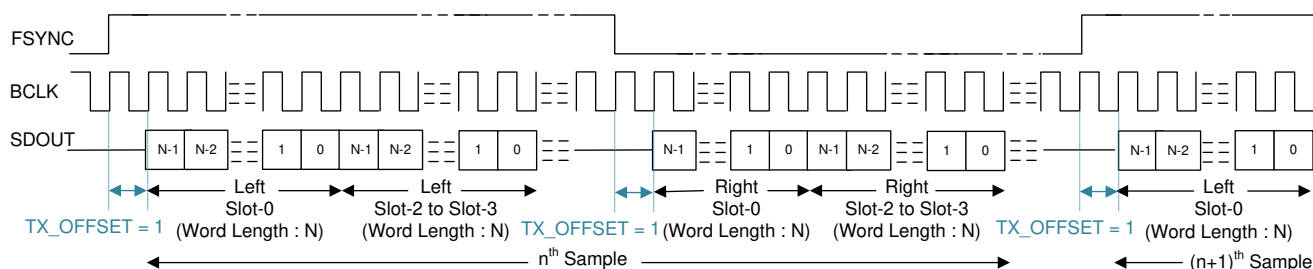 FSYNC
BCLK
SDOUT
N-1 N-2 1 0 N-1 N-2 1 0 N-1 1 0 N-1 N-2 1 0 N-1 N-2 1 0
Left Left Right Right Left
Slot-0 Slot-2 to Slot-3 Slot-0 Slot-2 to Slot-3 Slot-0
TX_OFFSET = 1 (Word Length : N) (Word Length : N) TX_OFFSET = 1 (Word Length : N) (Word Length : N) TX_OFFSET = 1 (Word Length : N)
nth Sample (n+1)th Sample